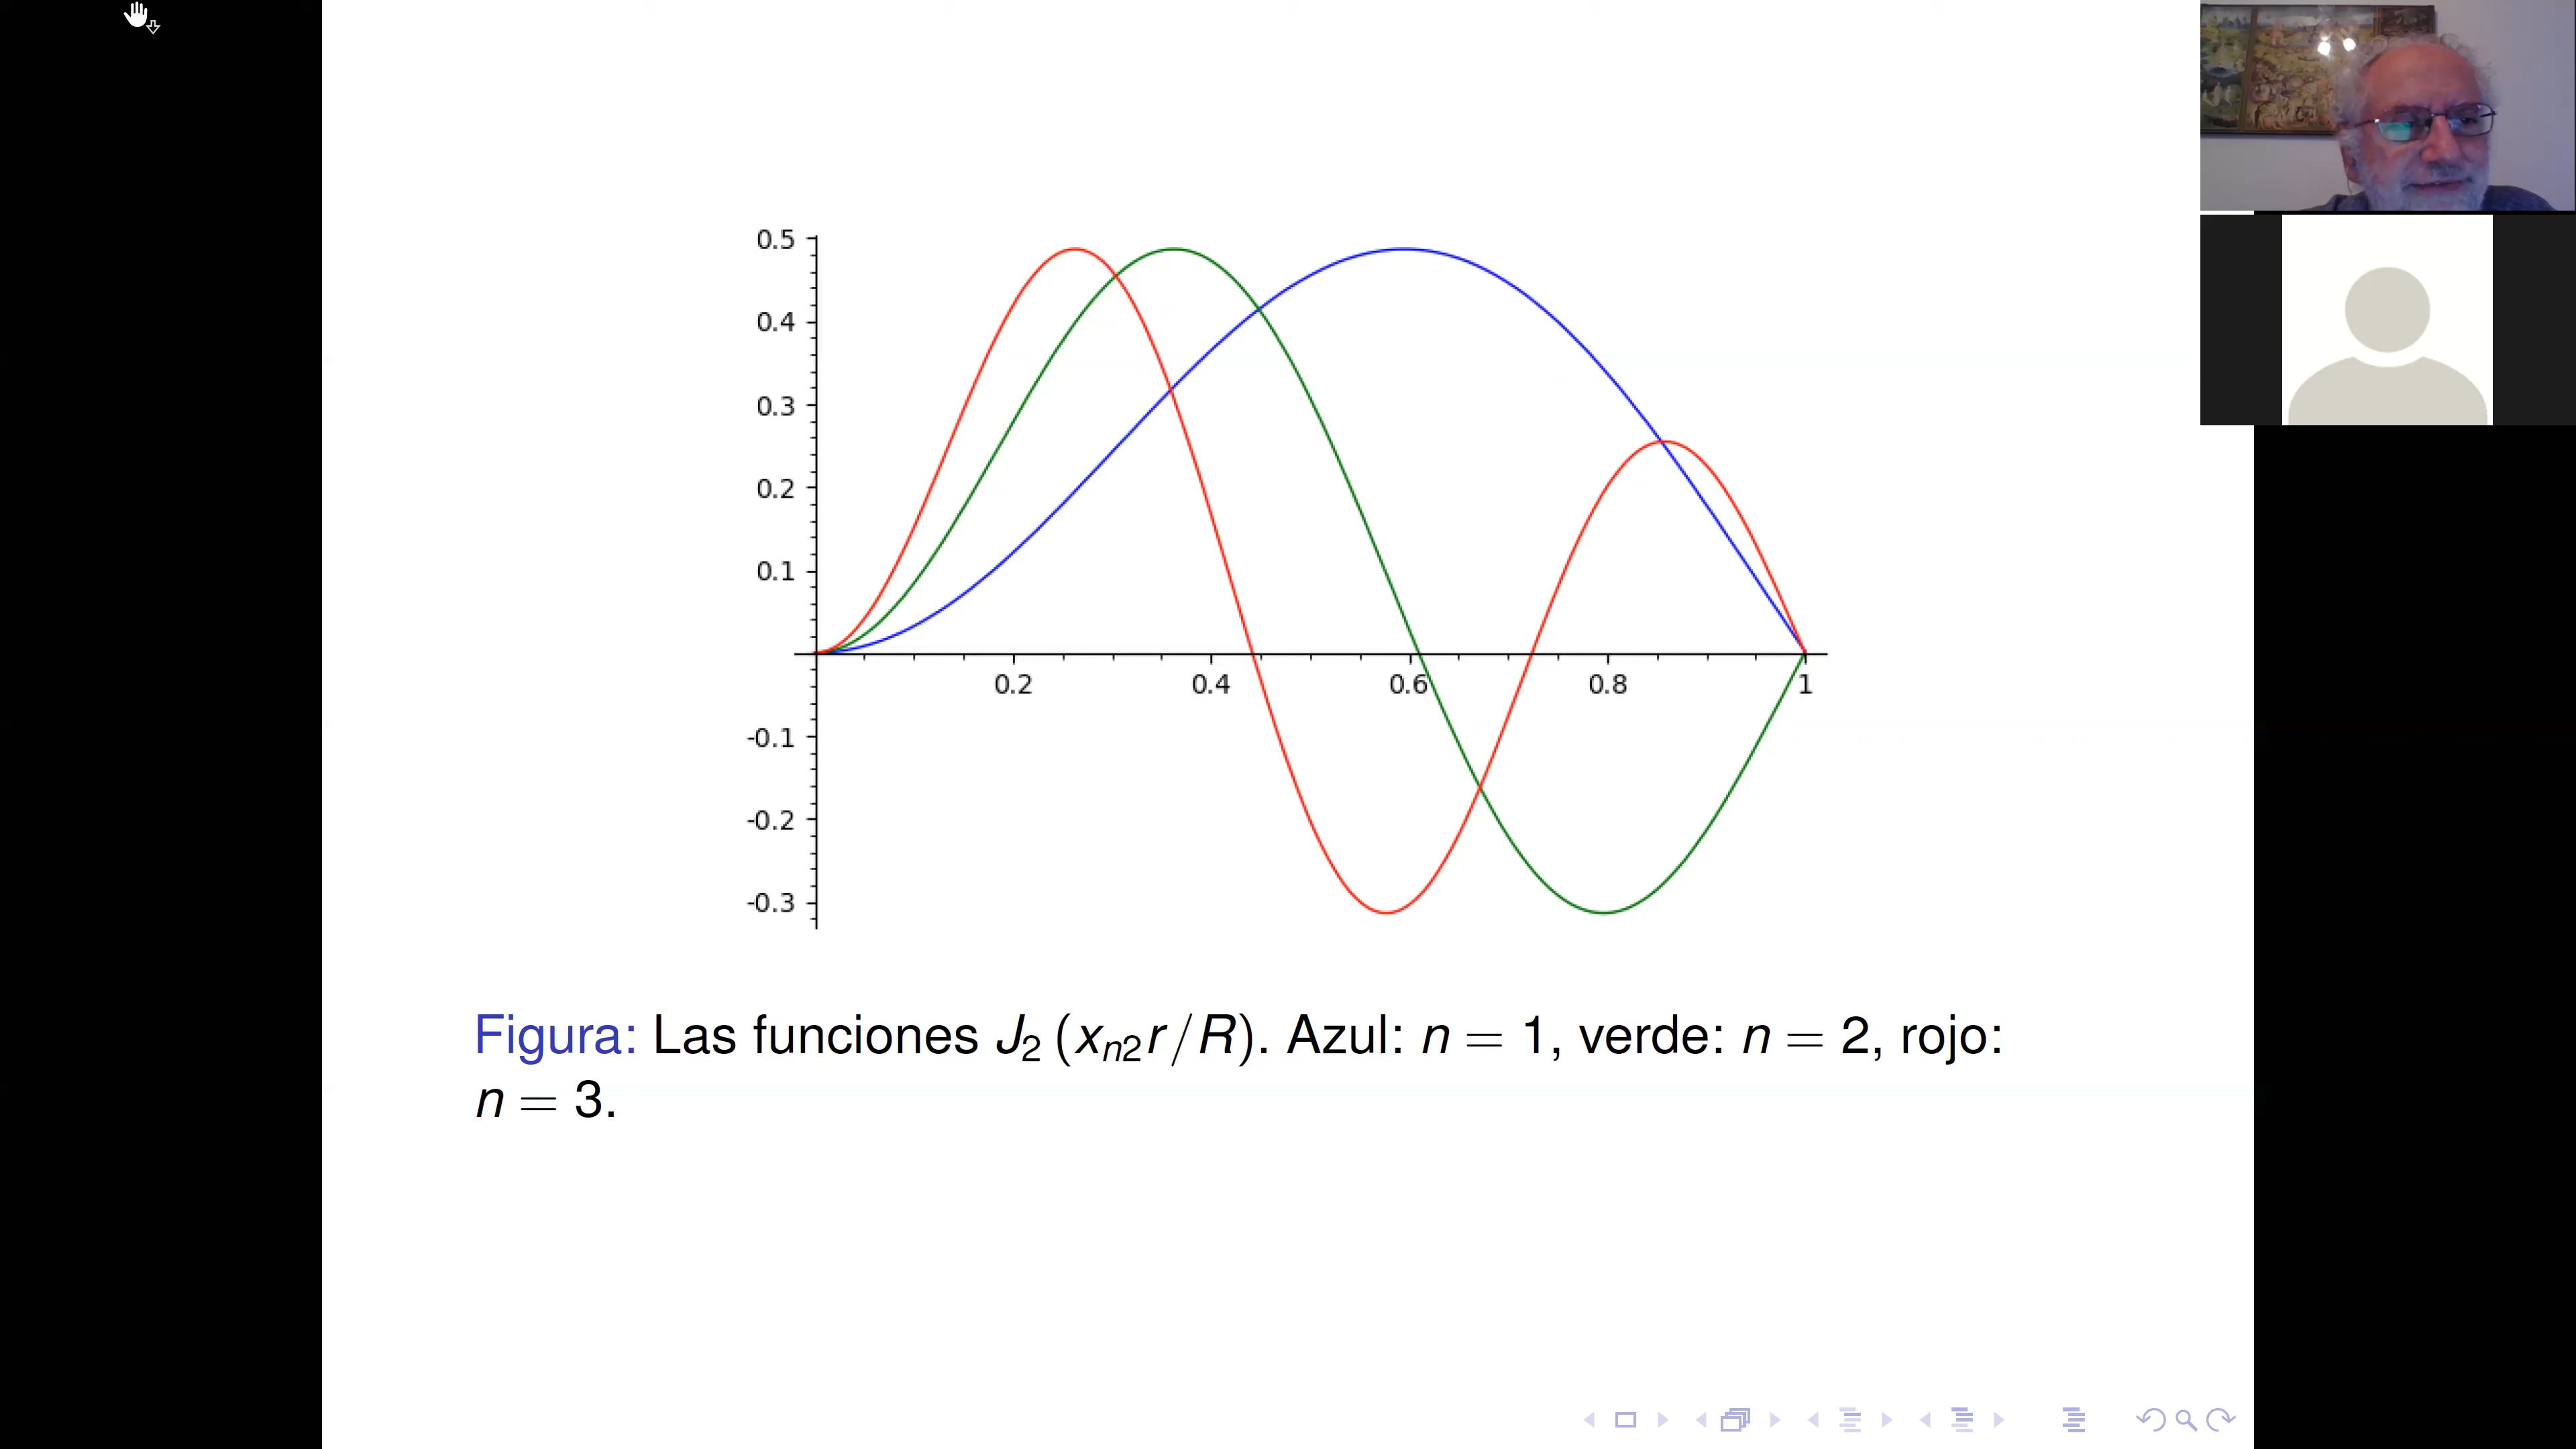 0.5
0.4
0.3
0.2
0.1
0.2 0.4 0.6 0.8 1
-0.1
-0.2
-0.3
Figura: Las funciones J₂ (xₙ₂r/R). Azul: n = 1, verde: n = 2, rojo:
n = 3.